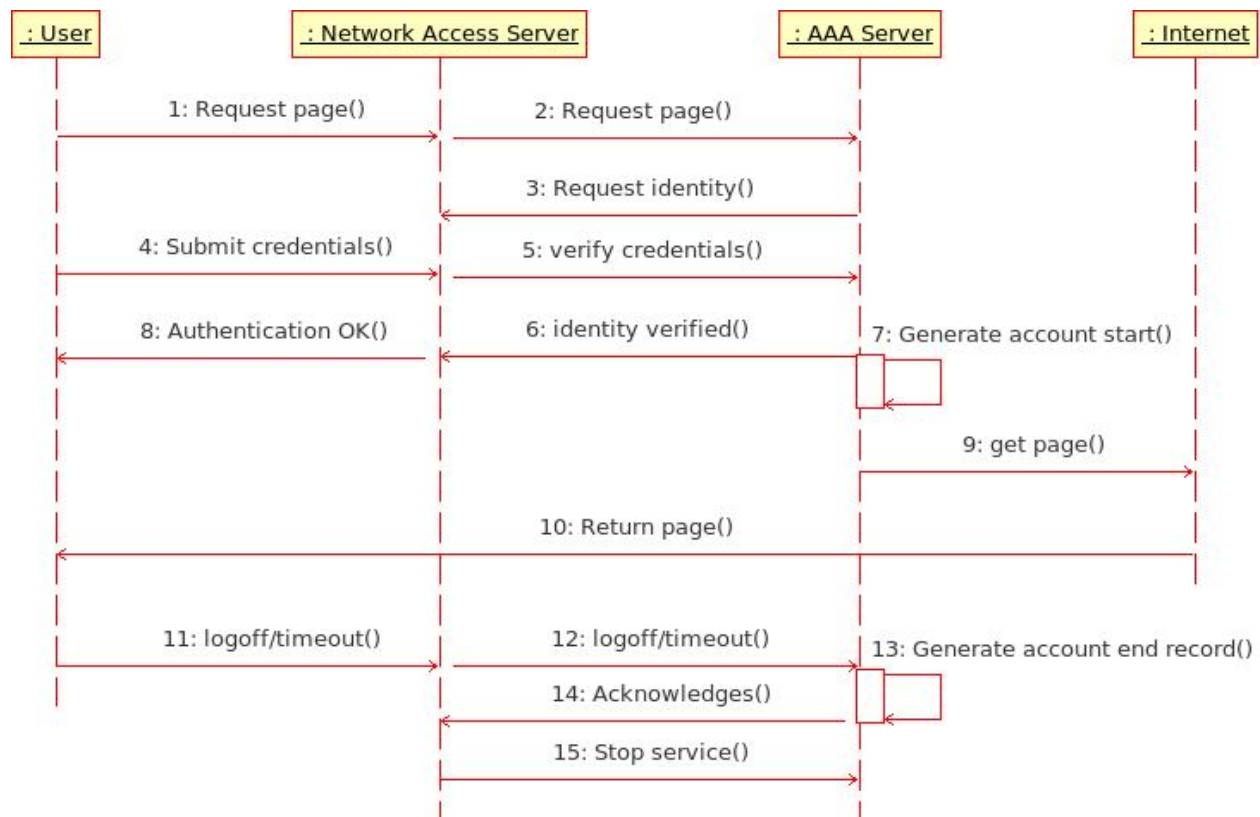 : User
: Network Access Server
: AAA Server
: Internet
1: Request page()
2: Request page()
3: Request identity()
4: Submit credentials()
5: verify credentials()
8: Authentication OK()
6: identity verified()
7: Generate account start()
9: get page()
10: Return page()
11: logoff/timeout()
12: logoff/timeout()
13: Generate account end record()
14: Acknowledges()
15: Stop service()